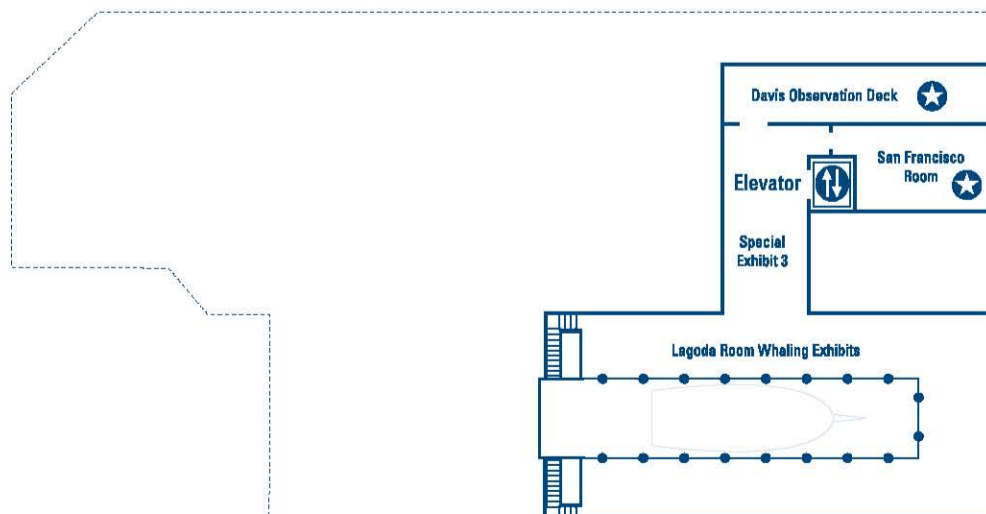 Davis Observation Deck
San Francisco
Room
Elevator
Special
Exhibit 3
Lagoda Room Whaling Exhibits